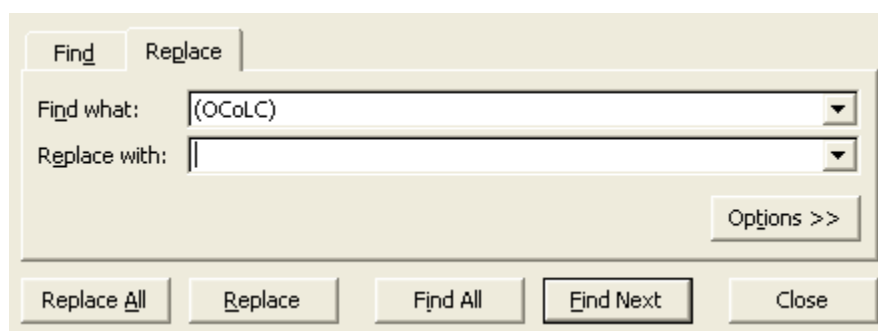 Find Replace
Find what: (OCoLC)
Replace with:
Options >>
Replace All Replace Find All Find Next Close